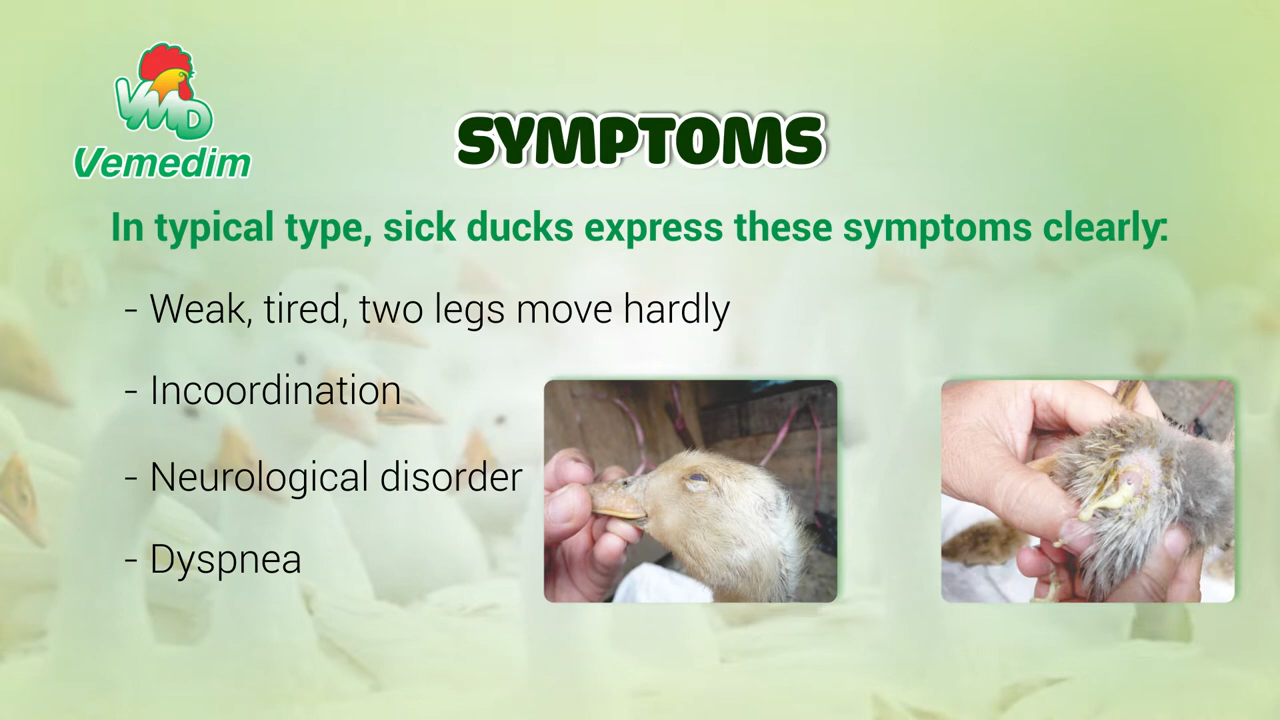 VMD
Vemedim
SYMPTOMS
In typical type, sick ducks express these symptoms clearly:
- Weak, tired, two legs move hardly
- Incoordination
- Neurological disorder
- Dyspnea